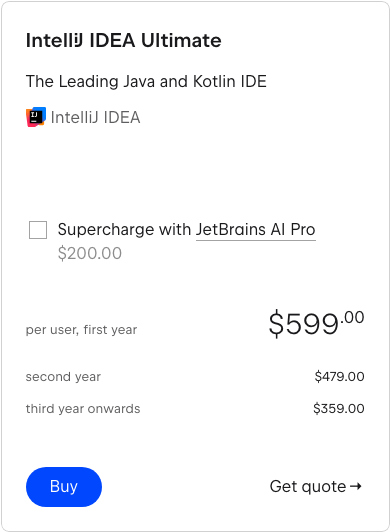 IntelliJ IDEA Ultimate
The Leading Java and Kotlin IDE
IJ IntelliJ IDEA
Supercharge with JetBrains AI Pro
$200.00
per user, first year $599.00
second year $479.00
third year onwards $359.00
Buy Get quote →